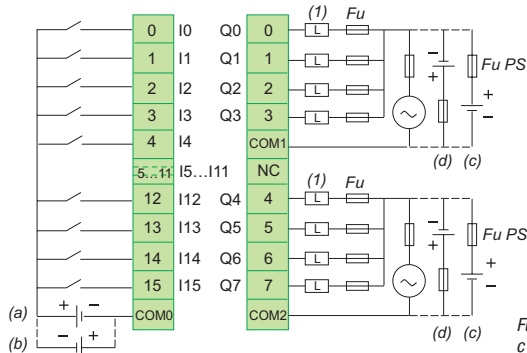 (1) Fu
0 I0 Q0 0 L
1 I1 Q1 1 L
2 I2 Q2 2 L
3 I3 Q3 3 L
4 I4 COM1
5...11 I5...I11 NC
12 I12 Q4 4 L
13 I13 Q5 5 L
14 I14 Q6 6 L
15 I15 Q7 7 L
COM0 COM2
(a) + −
(b) − +
− + + − Fu PS
(d) (c)
(1) Fu
− + + − Fu PS
(d) (c)